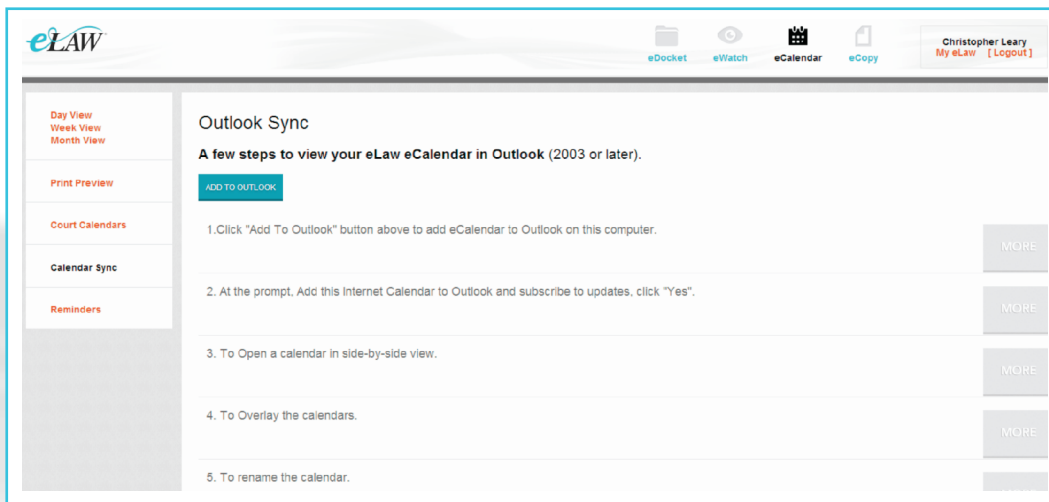 eLAW
eDocket
eWatch
eCalendar
eCopy
Christopher Leary
My eLaw [ Logout ]
Day View
Week View
Month View
Print Preview
Court Calendars
Calendar Sync
Reminders
Outlook Sync
A few steps to view your eLaw eCalendar in Outlook (2003 or later).
ADD TO OUTLOOK
1.Click "Add To Outlook" button above to add eCalendar to Outlook on this computer.
MORE
2. At the prompt, Add this Internet Calendar to Outlook and subscribe to updates, click "Yes".
MORE
3. To Open a calendar in side-by-side view.
MORE
4. To Overlay the calendars.
MORE
5. To rename the calendar.